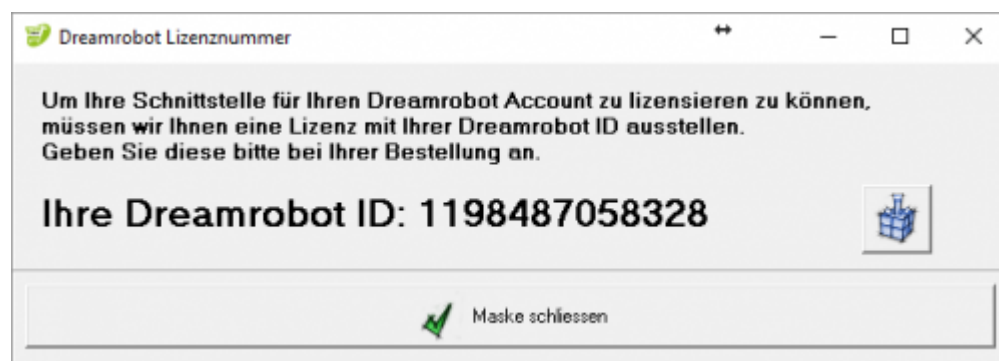 Dreamrobot Lizenznummer
Um Ihre Schnittstelle für Ihren Dreamrobot Account zu lizensieren zu können,
müssen wir Ihnen eine Lizenz mit Ihrer Dreamrobot ID ausstellen.
Geben Sie diese bitte bei Ihrer Bestellung an.
Ihre Dreamrobot ID: 1198487058328
Maske schliessen